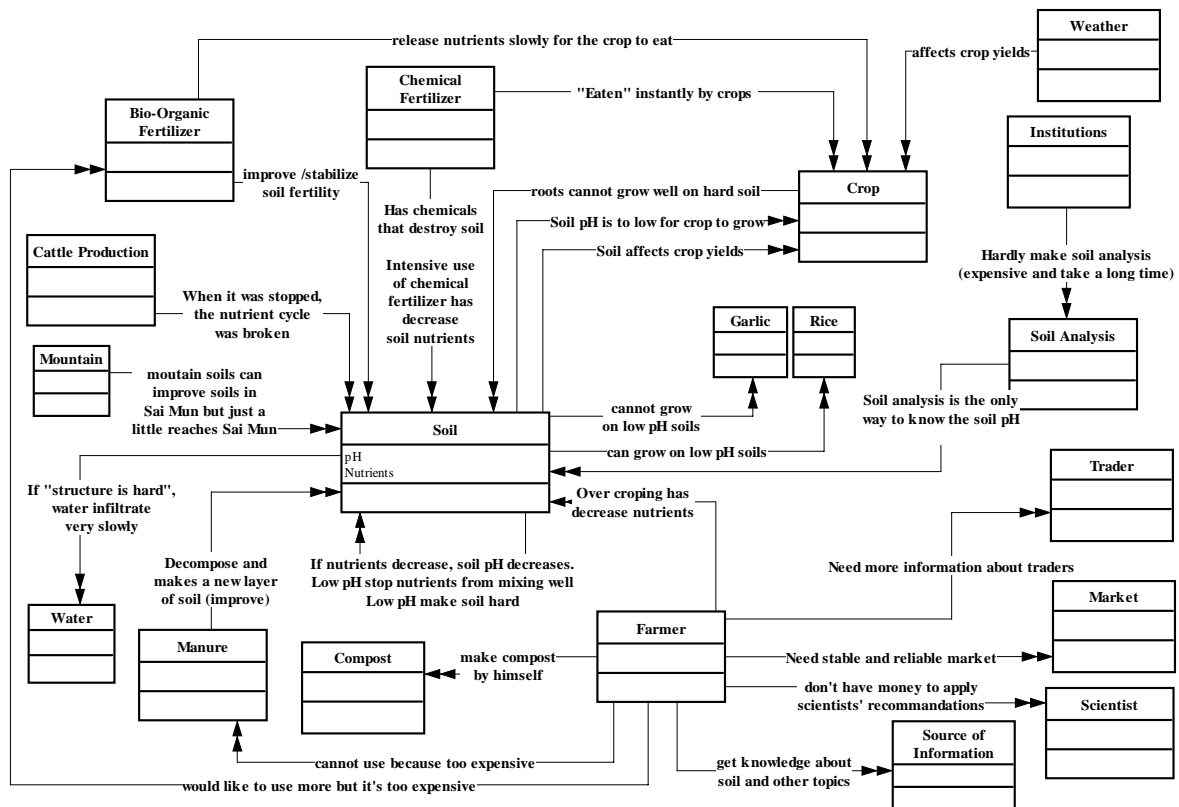 Weather
release nutrients slowly for the crop to eat
affects crop yields
Chemical
Fertilizer
"Eaten" instantly by crops
Bio-Organic
Fertilizer
Institutions
improve /stabilize
soil fertility
roots cannot grow well on hard soil
Crop
Has chemicals
that destroy soil
Soil pH is to low for crop to grow
Cattle Production
Soil affects crop yields
Hardly make soil analysis
(expensive and take a long time)
Intensive use
of chemical
fertilizer has
decrease
soil nutrients
When it was stopped,
the nutrient cycle
was broken
Garlic
Rice
Soil Analysis
Mountain
moutain soils can
improve soils in
Sai Mun but just a
little reaches Sai Mun
cannot grow
on low pH soils
Soil analysis is the only
way to know the soil pH
Soil
pH
Nutrients
can grow on low pH soils
Trader
If "structure is hard",
water infiltrate
very slowly
Over croping has
decrease nutrients
Decompose and
makes a new layer
of soil (improve)
If nutrients decrease, soil pH decreases.
Low pH stop nutrients from mixing well
Low pH make soil hard
Need more information about traders
Water
Manure
Compost
make compost
by himself
Farmer
Market
Need stable and reliable market
don't have money to apply
scientists' recommandations
Scientist
Source of
Information
cannot use because too expensive
get knowledge about
soil and other topics
would like to use more but it's too expensive